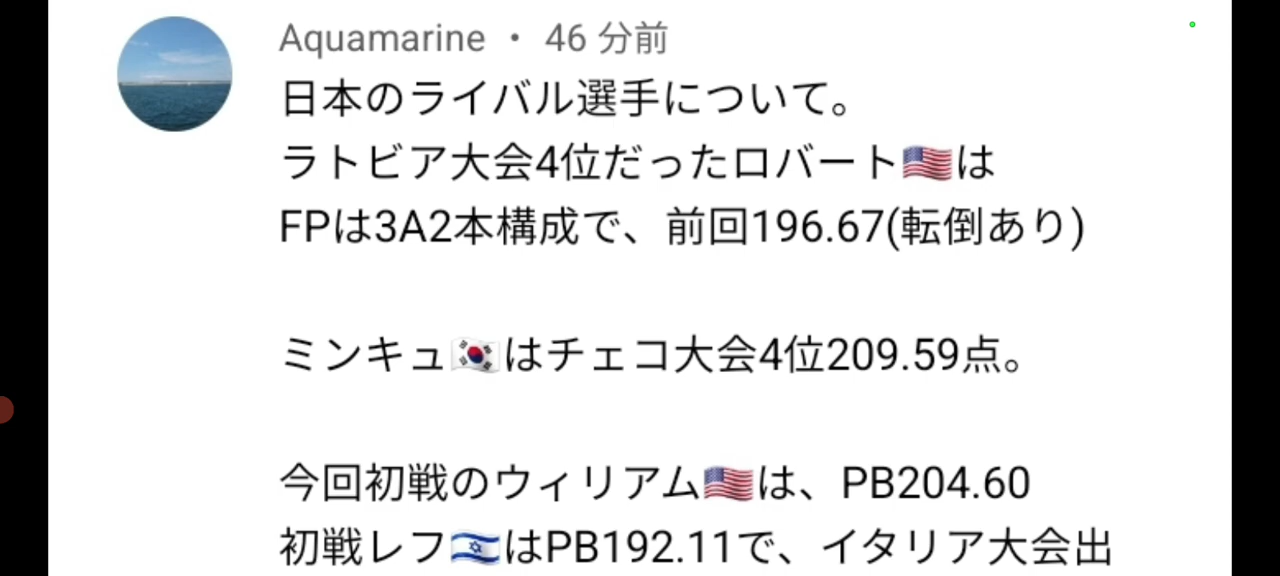 Aquamarine ・ 46 分前
日本のライバル選手について。
ラトビア大会4位だったロバート🇺🇸は
FPは3A2本構成で、前回196.67(転倒あり)
ミンキュ🇰🇷はチェコ大会4位209.59点。
今回初戦のウィリアム🇺🇸は、PB204.60
初戦レフ🇮🇱はPB192.11で、イタリア大会出